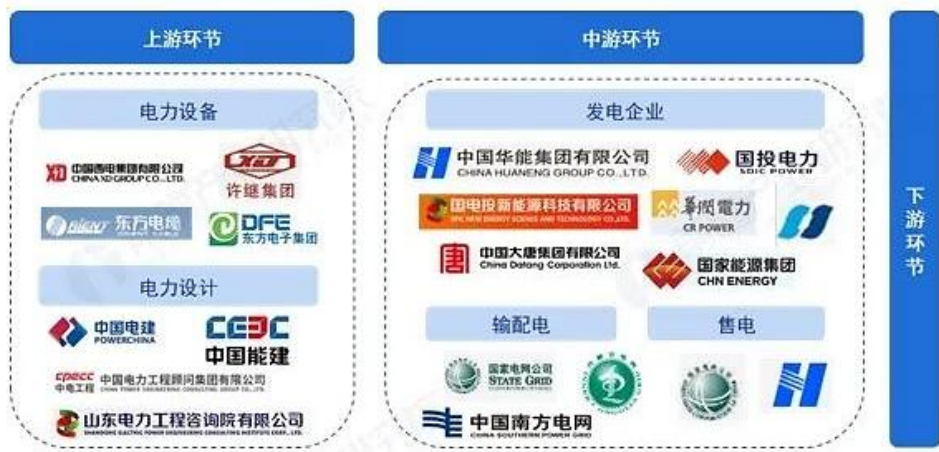 上游环节
中游环节
下游环节
电力设备
XD 中国西电集团有限公司
CHINA XD GROUP CO., LTD.
XJ
许继集团
ORIENT 东方电缆
DFE
东方电子集团
电力设计
中国电建
POWERCHINA
CEEC
中国能建
CPECC
中电工程
中国电力工程顾问集团有限公司
山东电力工程咨询院有限公司
发电企业
中国华能集团有限公司
CHINA HUANENG GROUP CO., LTD.
国投电力
SDIC POWER
国电投新能源科技有限公司
華潤電力
CR POWER
中国大唐集团有限公司
China Datang Corporation Ltd.
国家能源集团
CHN ENERGY
输配电
国家电网公司
STATE GRID
中国南方电网
CHINA SOUTHERN POWER GRID
售电